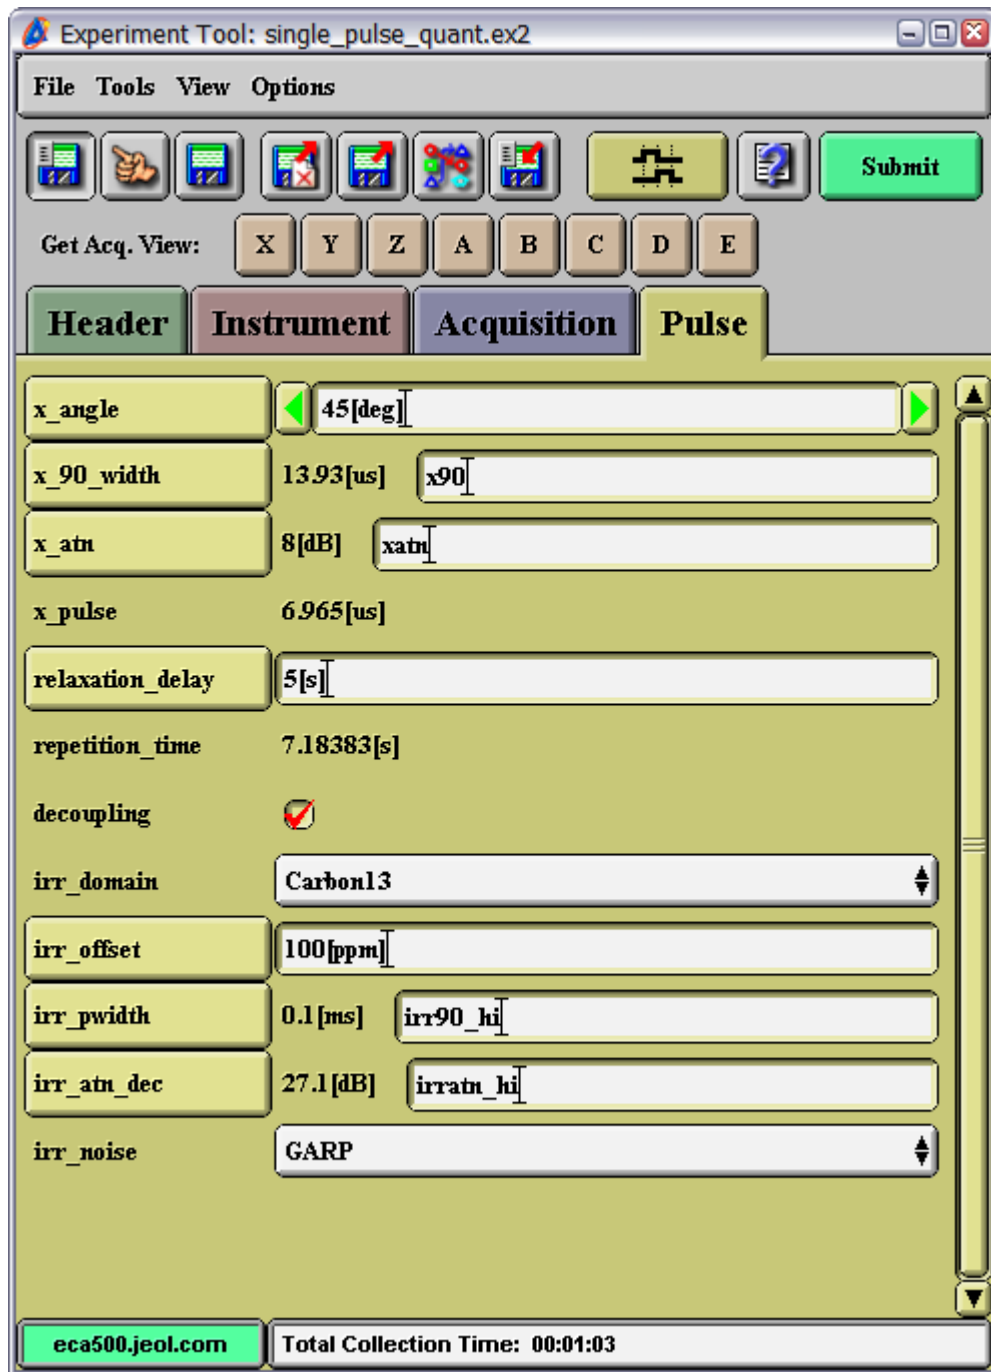 Experiment Tool: single_pulse_quant.ex2
File Tools View Options
Submit
Get Acq. View: X Y Z A B C D E
Header Instrument Acquisition Pulse
x_angle 45[deg]
x_90_width 13.93[us] x90
x_atn 8[dB] xatn
x_pulse 6.965[us]
relaxation_delay 5[s]
repetition_time 7.18383[s]
decoupling
irr_domain Carbon13
irr_offset 100[ppm]
irr_pwidth 0.1[ms] irr90_hi
irr_atn_dec 27.1[dB] irratn_hi
irr_noise GARP
eca500.jeol.com Total Collection Time: 00:01:03